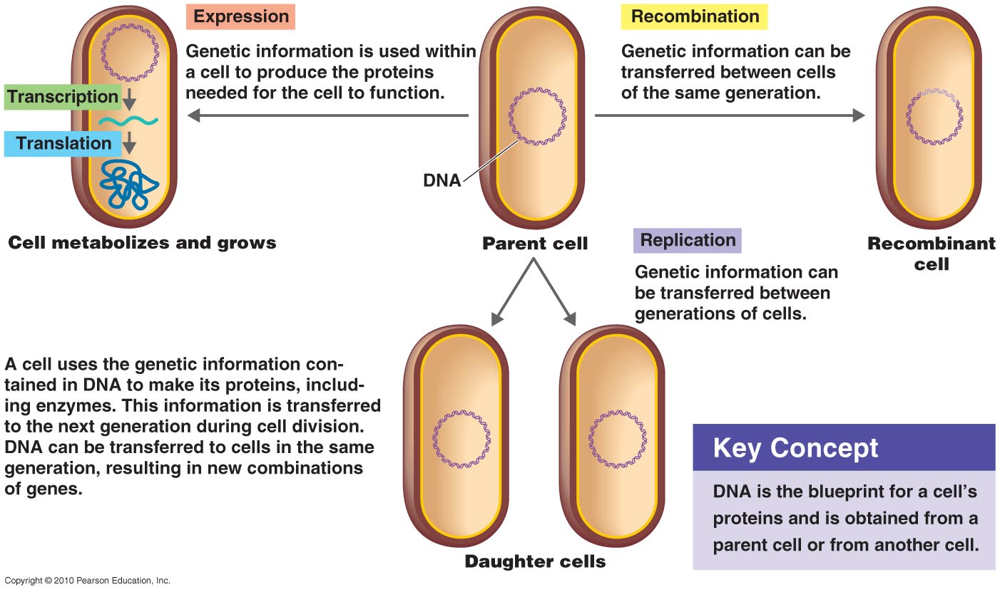 Expression
Genetic information is used within
a cell to produce the proteins
needed for the cell to function.
Recombination
Genetic information can be
transferred between cells
of the same generation.
Transcription
Translation
DNA
Cell metabolizes and grows
Parent cell
Recombinant
cell
Replication
Genetic information can
be transferred between
generations of cells.
A cell uses the genetic information con-
tained in DNA to make its proteins, includ-
ing enzymes. This information is transferred
to the next generation during cell division.
DNA can be transferred to cells in the same
generation, resulting in new combinations
of genes.
Daughter cells
Key Concept
DNA is the blueprint for a cell’s
proteins and is obtained from a
parent cell or from another cell.
Copyright © 2010 Pearson Education, Inc.